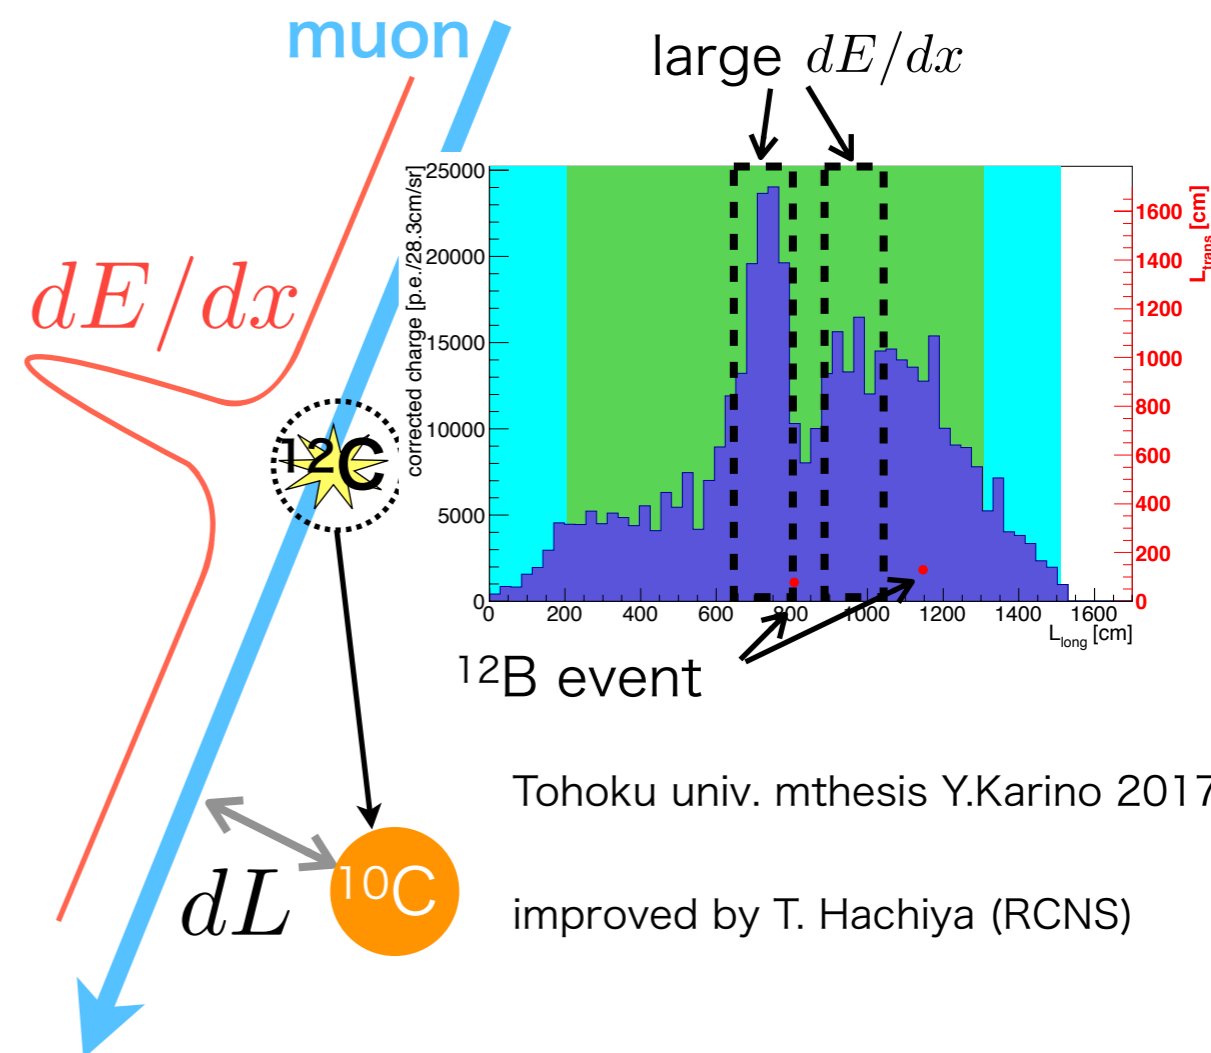 muon
large dE/dx
dE/dx
25000
20000
15000
10000
5000
0
corrected charge [p.e./28.3cm/sr]
1600
1400
1200
1000
800
600
400
200
0
L_trans [cm]
0 200 400 600 800 1000 1200 1400 1600
L_long [cm]
¹²C
¹²B event
Tohoku univ. mthesis Y.Karino 2017
dL
¹⁰C
improved by T. Hachiya (RCNS)